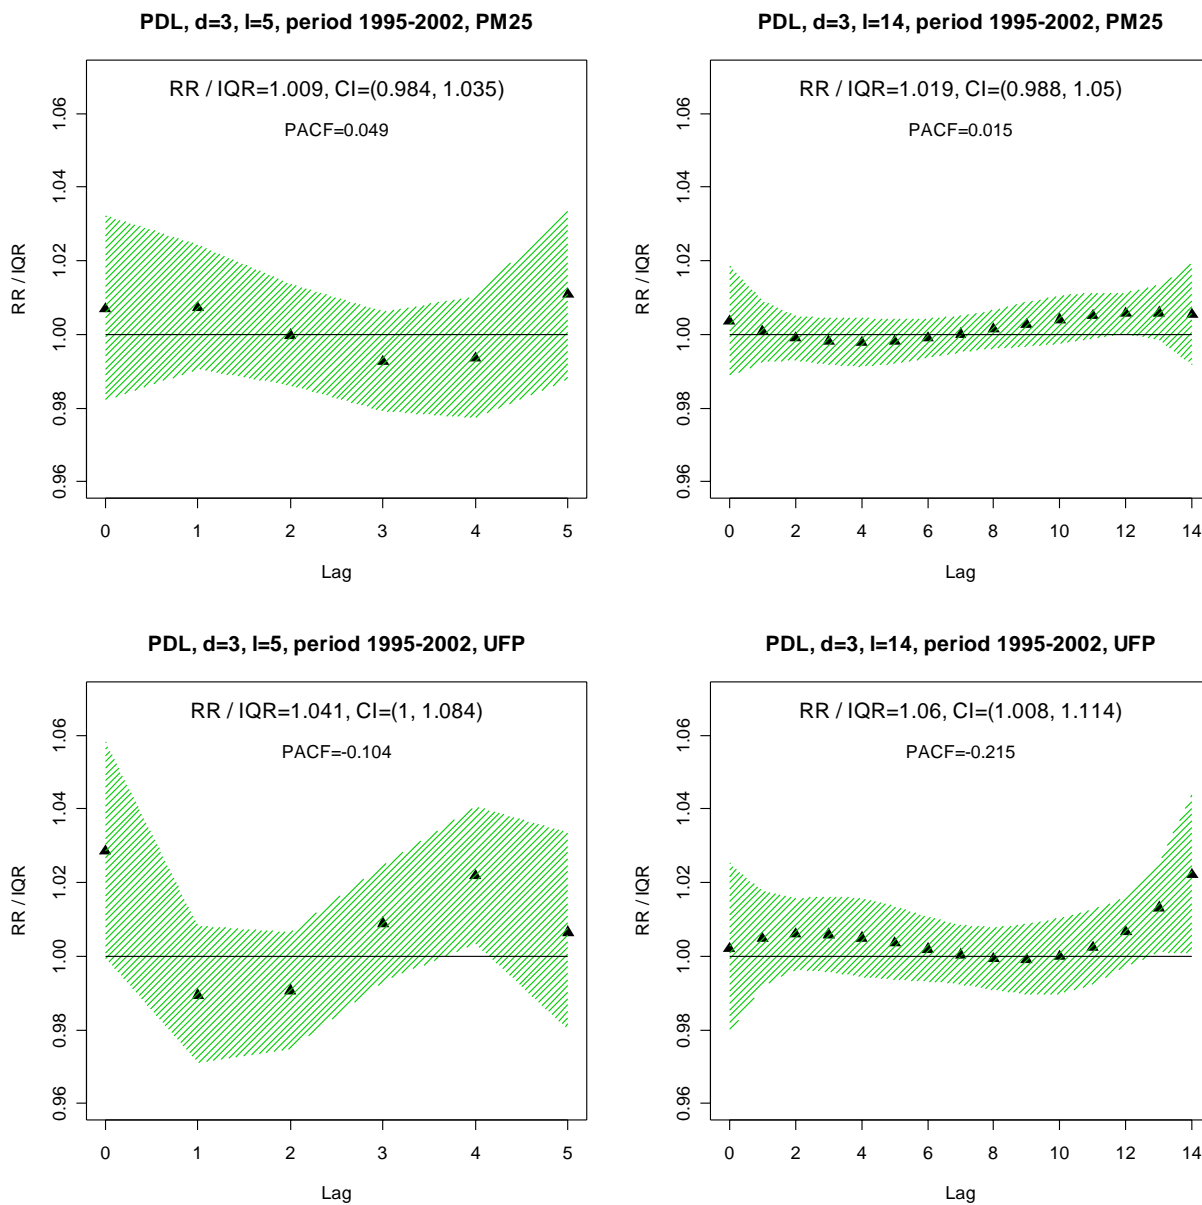 PDL, d=3, l=5, period 1995-2002, PM25
RR / IQR=1.009, CI=(0.984, 1.035)
PACF=0.049
RR / IQR
1.06
1.04
1.02
1.00
0.98
0.96
0 1 2 3 4 5
Lag
PDL, d=3, l=14, period 1995-2002, PM25
RR / IQR=1.019, CI=(0.988, 1.05)
PACF=0.015
RR / IQR
1.06
1.04
1.02
1.00
0.98
0.96
0 2 4 6 8 10 12 14
Lag
PDL, d=3, l=5, period 1995-2002, UFP
RR / IQR=1.041, CI=(1, 1.084)
PACF=-0.104
RR / IQR
1.06
1.04
1.02
1.00
0.98
0.96
0 1 2 3 4 5
Lag
PDL, d=3, l=14, period 1995-2002, UFP
RR / IQR=1.06, CI=(1.008, 1.114)
PACF=-0.215
RR / IQR
1.06
1.04
1.02
1.00
0.98
0.96
0 2 4 6 8 10 12 14
Lag